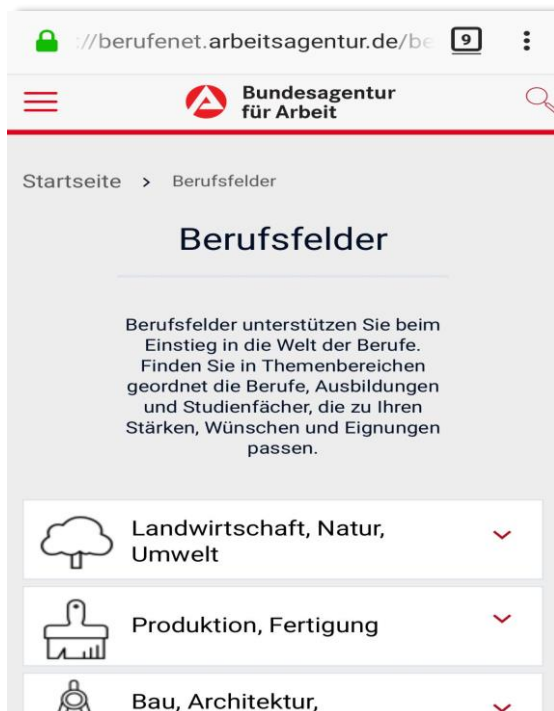 ://berufenet.arbeitsagentur.de/be
9
Bundesagentur
für Arbeit
Startseite > Berufsfelder
Berufsfelder
Berufsfelder unterstützen Sie beim
Einstieg in die Welt der Berufe.
Finden Sie in Themenbereichen
geordnet die Berufe, Ausbildungen
und Studienfächer, die zu Ihren
Stärken, Wünschen und Eignungen
passen.
Landwirtschaft, Natur,
Umwelt
Produktion, Fertigung
Bau, Architektur,